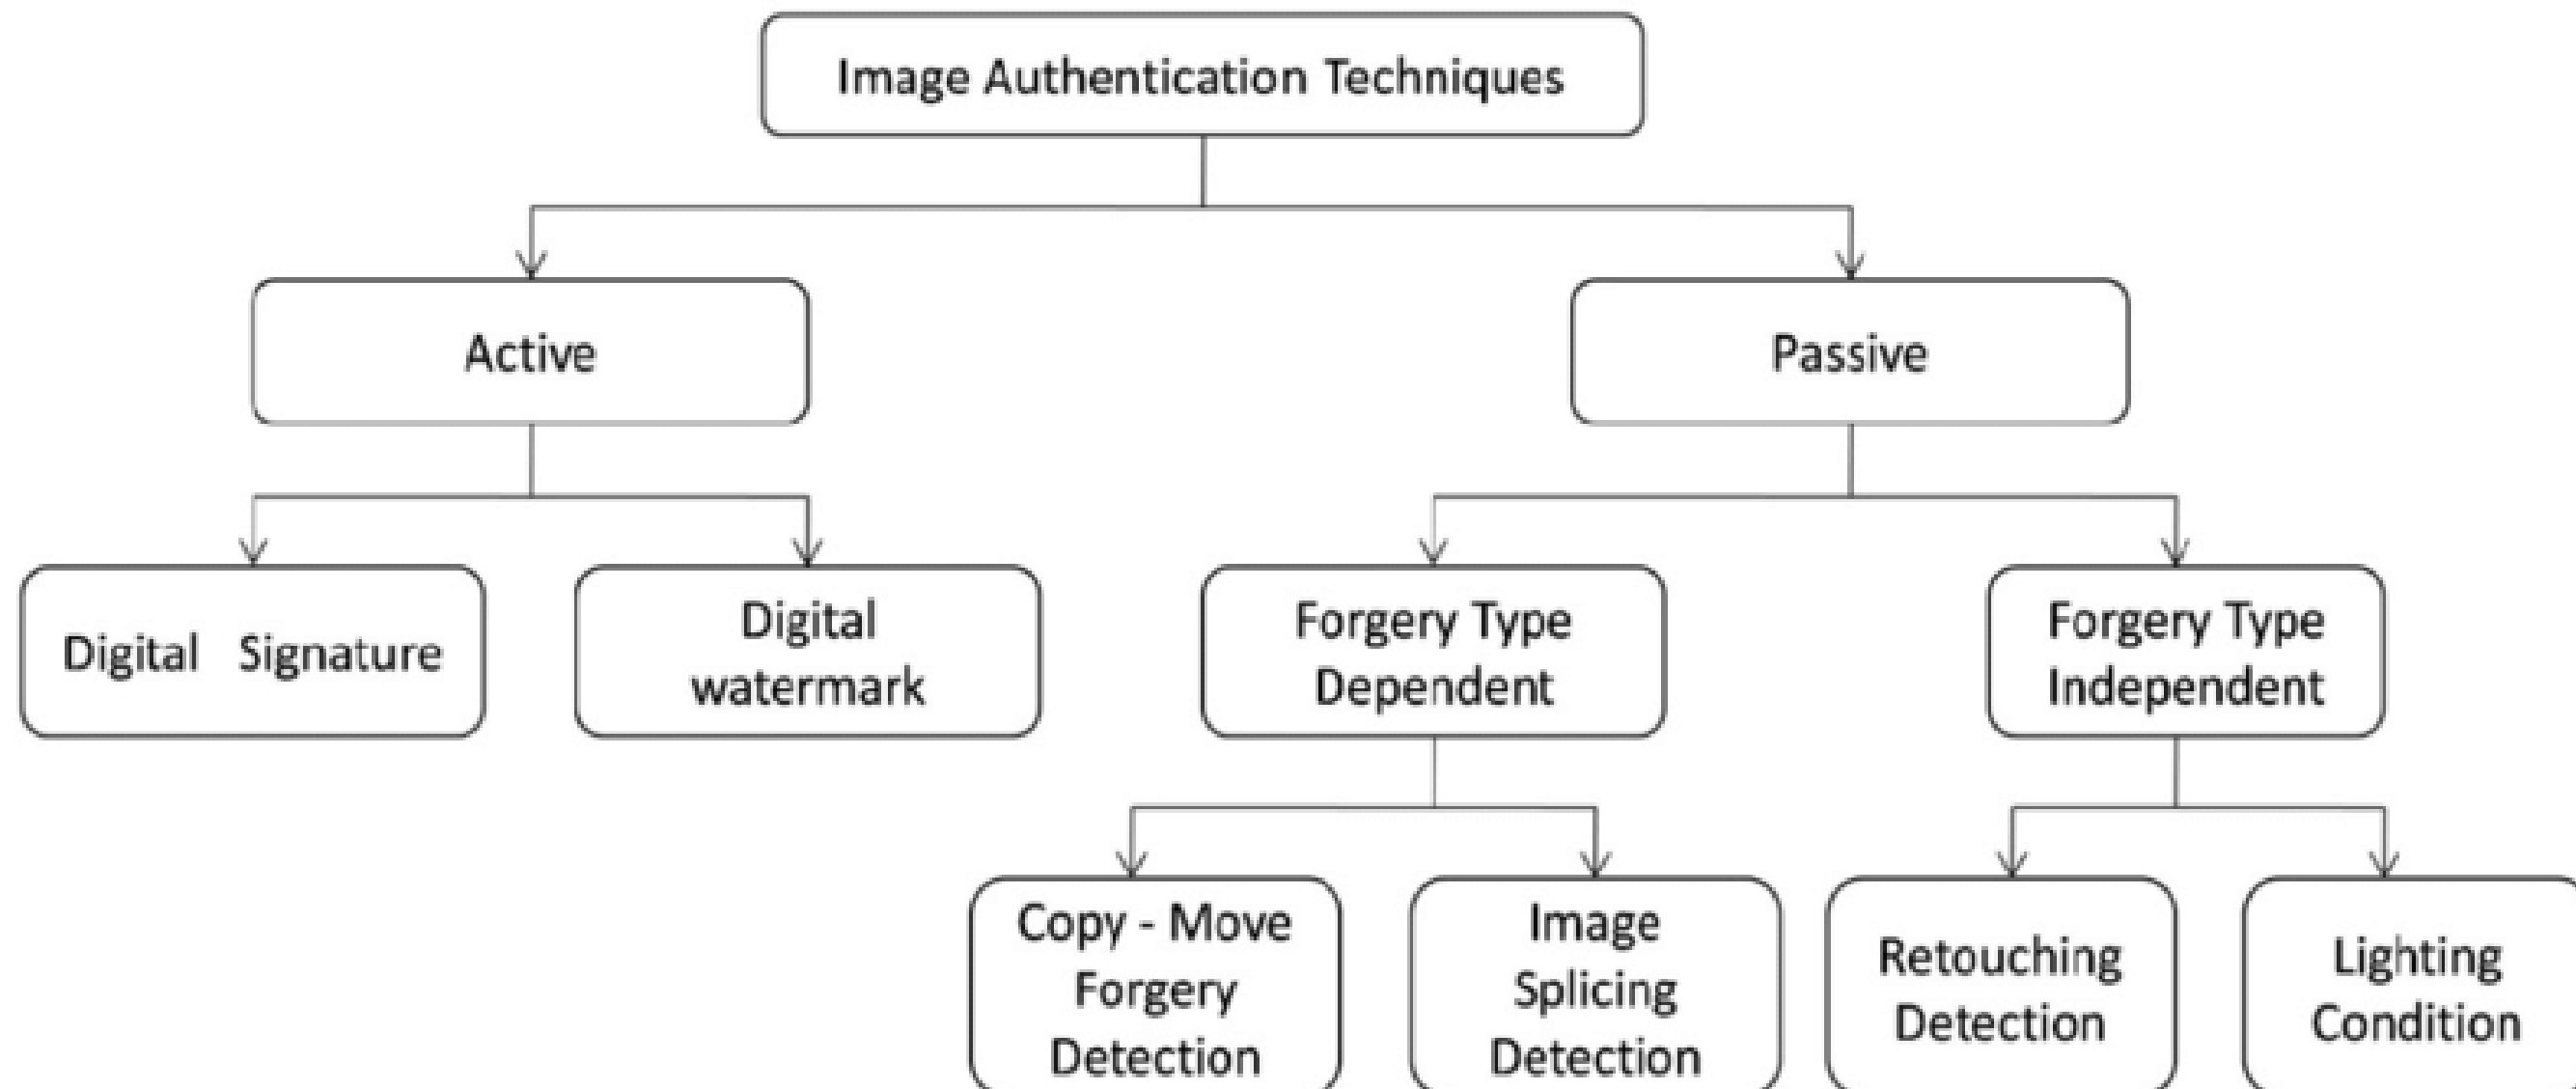 Image Authentication Techniques
Active
Passive
Digital Signature
Digital
watermark
Forgery Type
Dependent
Forgery Type
Independent
Copy - Move
Forgery
Detection
Image
Splicing
Detection
Retouching
Detection
Lighting
Condition